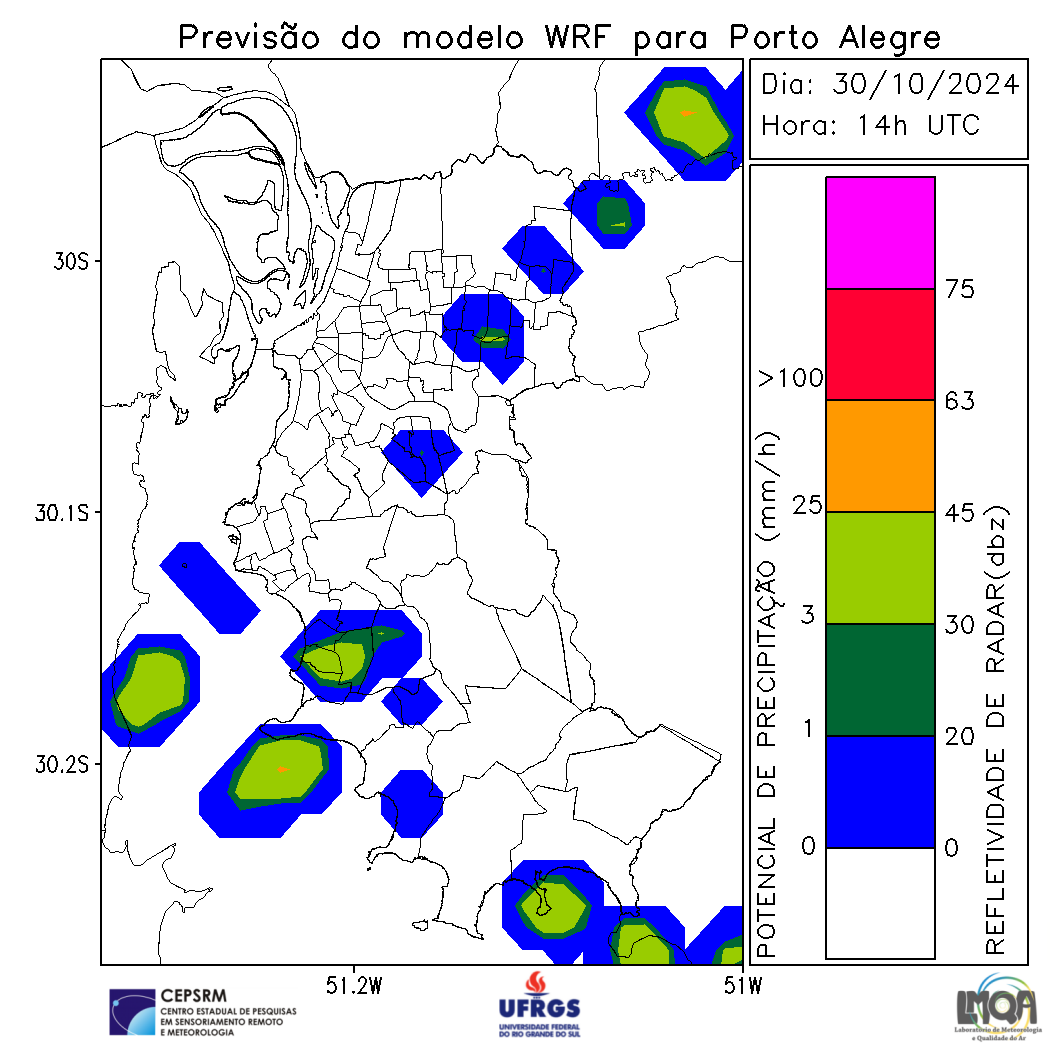 Previsão do modelo WRF para Porto Alegre
Dia: 30/10/2024
Hora: 14h UTC
30S
30.1S
30.2S
51.2W
51W
POTENCIAL DE PRECIPITAÇÃO (mm/h)
>100
25
3
1
0
75
63
45
30
20
0
REFLETIVIDADE DE RADAR(dbz)
CEPSRM
CENTRO ESTADUAL DE PESQUISAS
EM SENSORIAMENTO REMOTO
E METEOROLOGIA
UFRGS
UNIVERSIDADE FEDERAL
DO RIO GRANDE DO SUL
LMQA
Laboratório de Meteorologia
e Qualidade do Ar